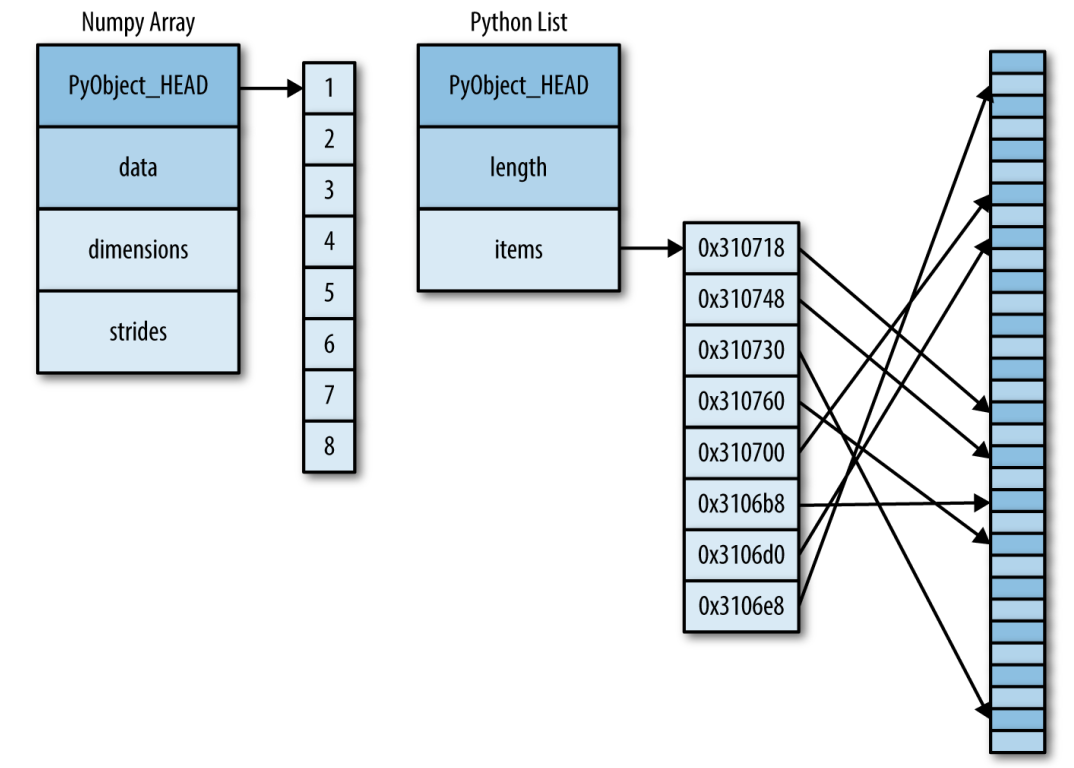 Numpy Array
PyObject_HEAD
data
dimensions
strides
1
2
3
4
5
6
7
8
Python List
PyObject_HEAD
length
items
0x310718
0x310748
0x310730
0x310760
0x310700
0x3106b8
0x3106d0
0x3106e8